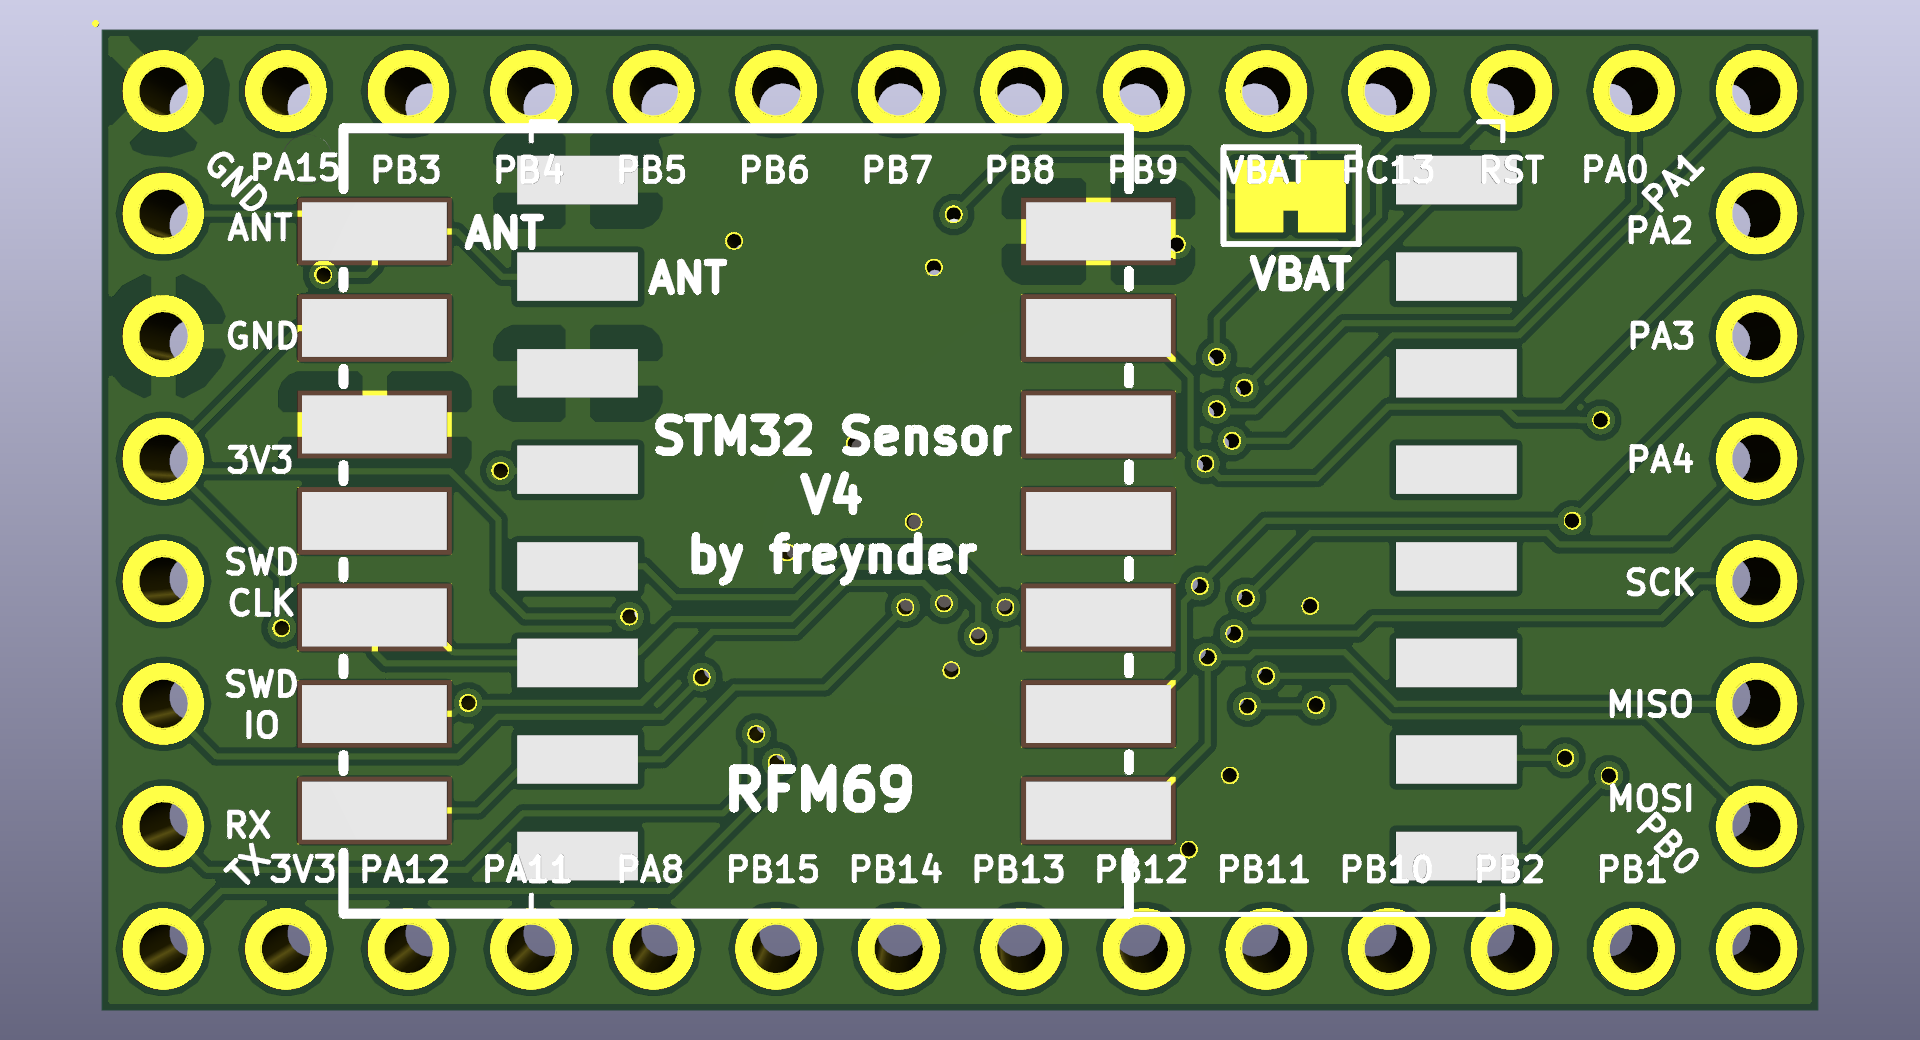 PA15 PB3 PB4 PB5 PB6 PB7 PB8 PB9 VBAT PC13 RST PA0 PA1
GND
ANT ANT PA2
ANT VBAT
GND PA3
STM32 Sensor
3V3 PA4
V4
by freynder
SWD
CLK SCK
SWD
IO MISO
RFM69 MOSI
RX PB0
TX 3V3 PA12 PA11 PA8 PB15 PB14 PB13 PB12 PB11 PB10 PB2 PB1